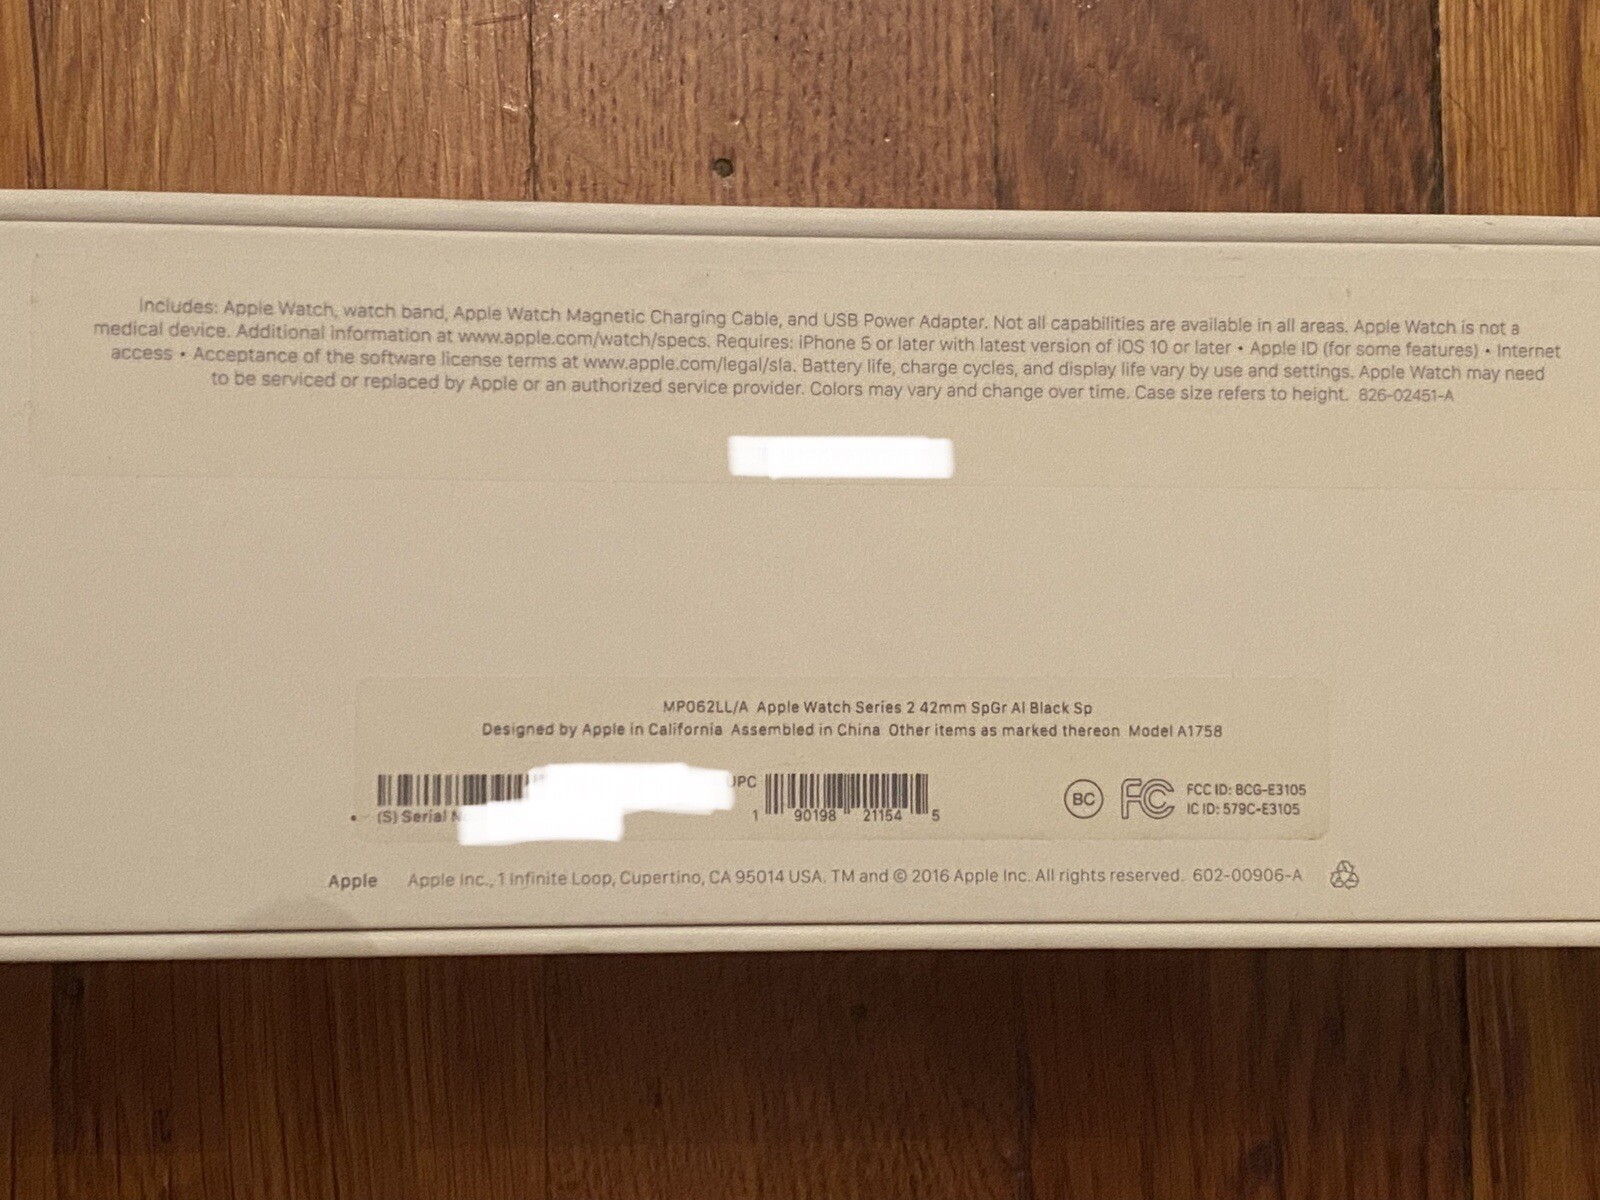 Includes: Apple Watch, watch band, Apple Watch Magnetic Charging Cable, and USB Power Adapter. Not all capabilities are available in all areas. Apple Watch is not a
medical device. Additional information at www.apple.com/watch/specs. Requires: iPhone 5 or later with latest version of iOS 10 or later • Apple ID (for some features) • Internet
access • Acceptance of the software license terms at www.apple.com/legal/sla. Battery life, charge cycles, and display life vary by use and settings. Apple Watch may need
to be serviced or replaced by Apple or an authorized service provider. Colors may vary and change over time. Case size refers to height. 826-02451-A
MP062LL/A Apple Watch Series 2 42mm SpGr Al Black Sp
Designed by Apple in California Assembled in China Other items as marked thereon Model A1758
UPC
(S) Serial
1 90198 21154 5
BC FC
FCC ID: BCG-E3105
IC ID: 579C-E3105
Apple Apple Inc., 1 Infinite Loop, Cupertino, CA 95014 USA. TM and © 2016 Apple Inc. All rights reserved. 602-00906-A